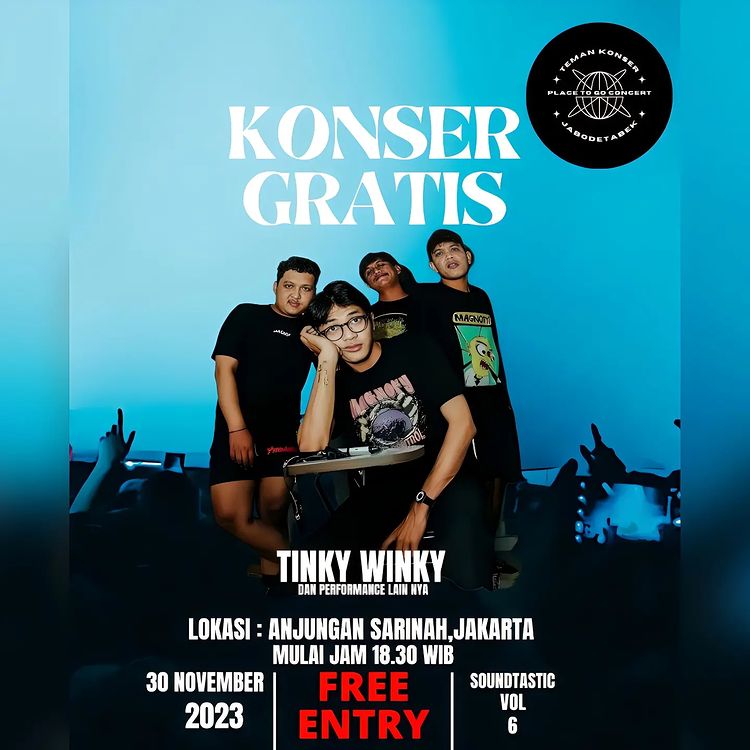 TEMAN KONSER
PLACE TO GO CONCERT
JABODETABEK
KONSER
GRATIS
MAGNOTY
TINKY WINKY
DAN PERFORMANCE LAIN NYA
LOKASI : ANJUNGAN SARINAH,JAKARTA
MULAI JAM 18.30 WIB
30 NOVEMBER
2023
FREE
ENTRY
SOUNDTASTIC
VOL
6